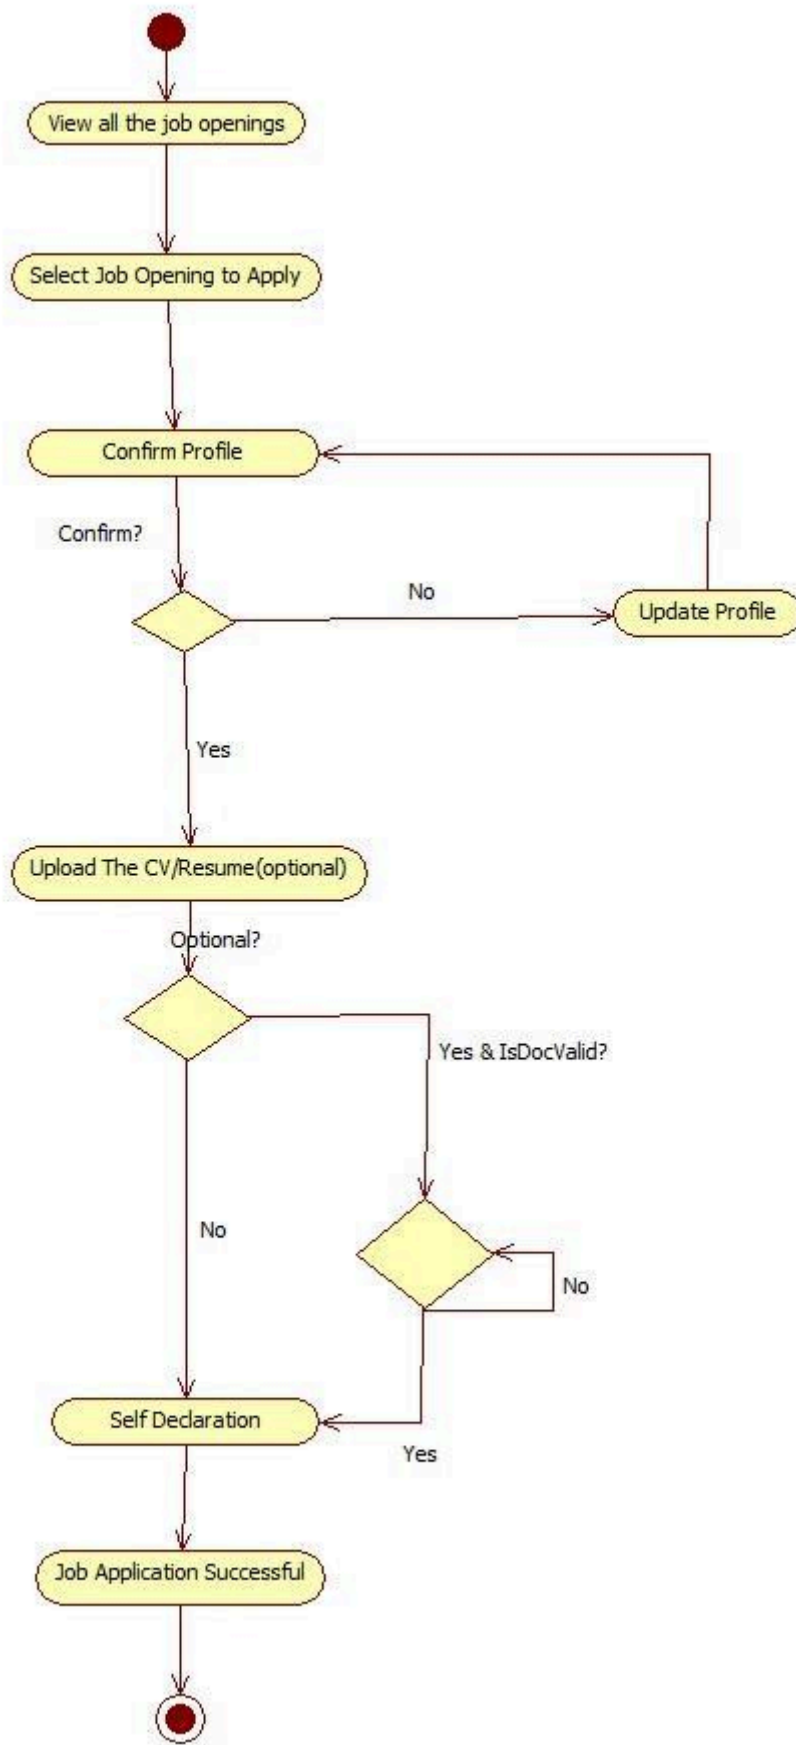 View all the job openings
Select Job Opening to Apply
Confirm Profile
Confirm?
No
Update Profile
Yes
Upload The CV/Resume(optional)
Optional?
Yes & IsDocValid?
No
No
Self Declaration
Yes
Job Application Successful